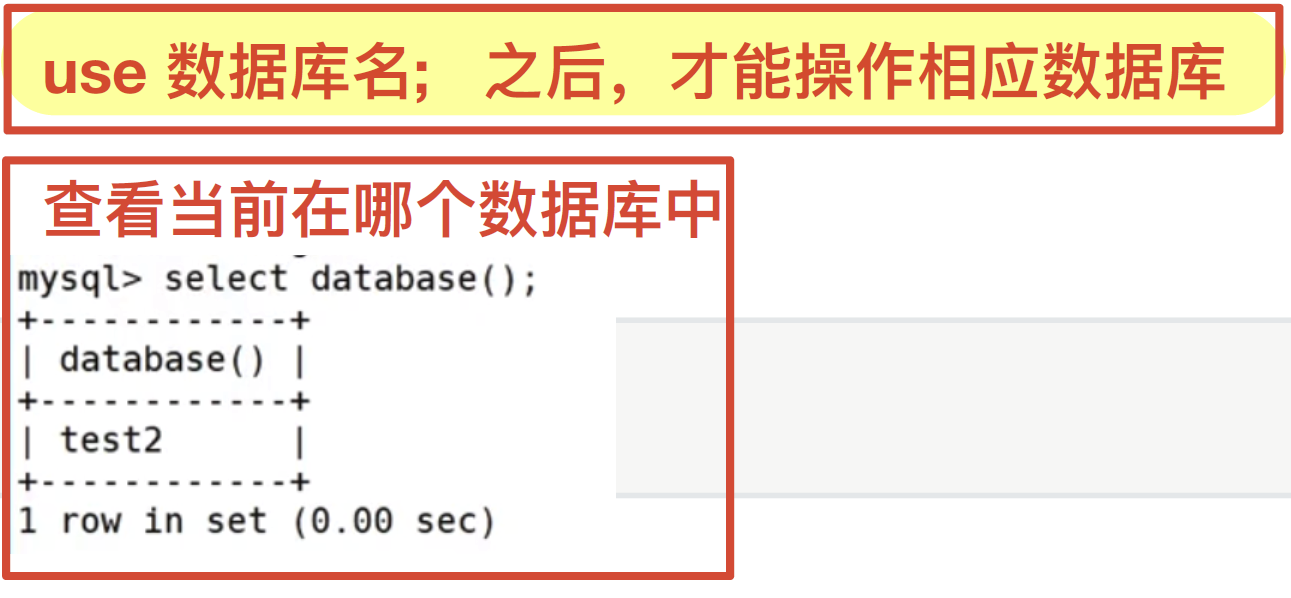 use 数据库名; 之后，才能操作相应数据库
查看当前在哪个数据库中
mysql> select database();
+------------+
| database() |
+------------+
| test2      |
+------------+
1 row in set (0.00 sec)